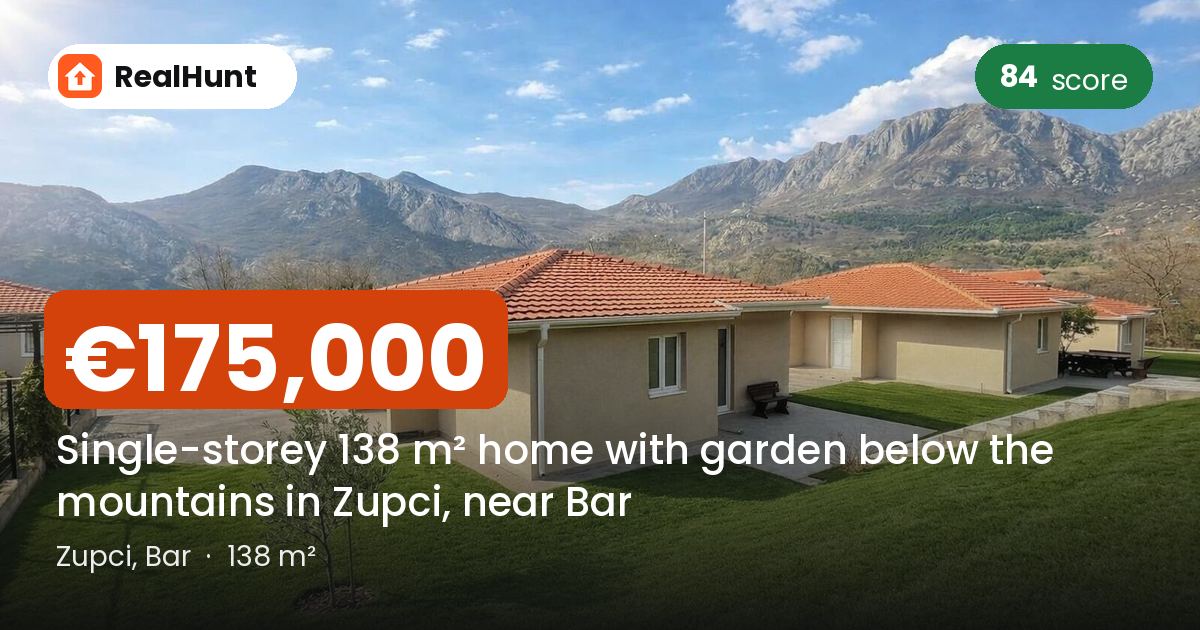 RealHunt
84 score
€175,000
Single-storey 138 m² home with garden below the
mountains in Zupci, near Bar
Zupci, Bar · 138 m²